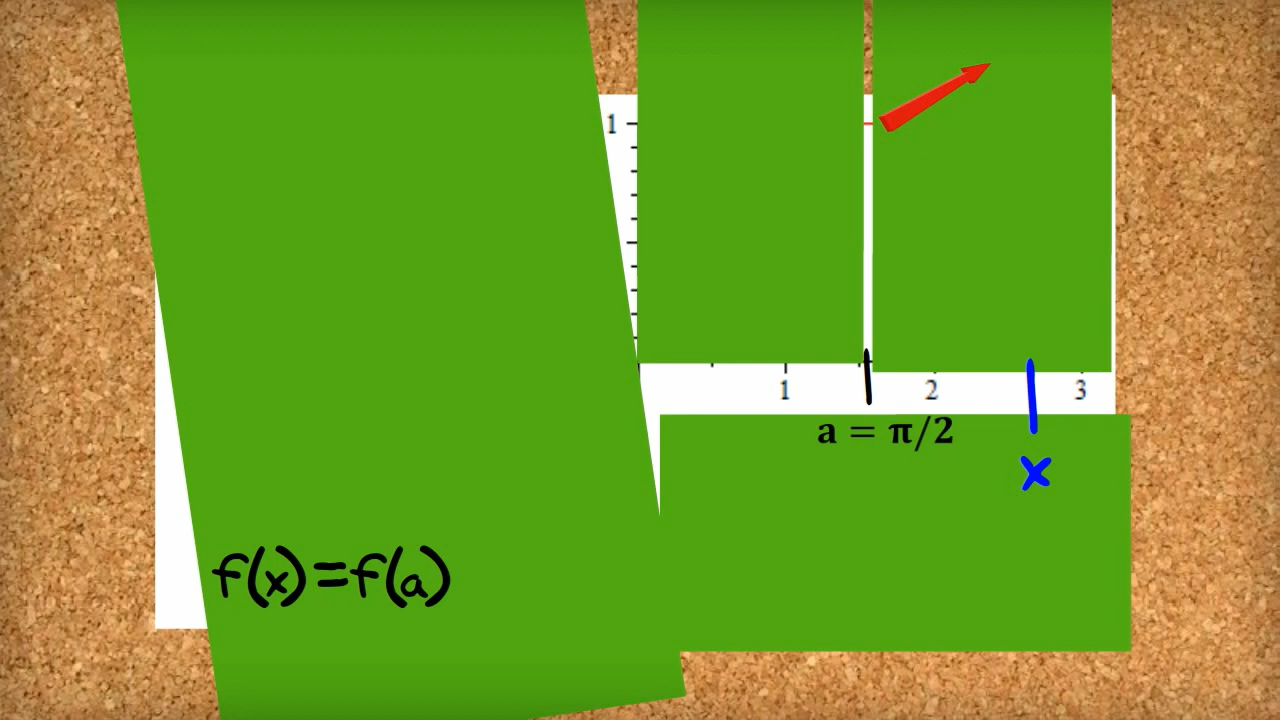 1
1 2 3
a = π/2
x
f(x)=f(a)